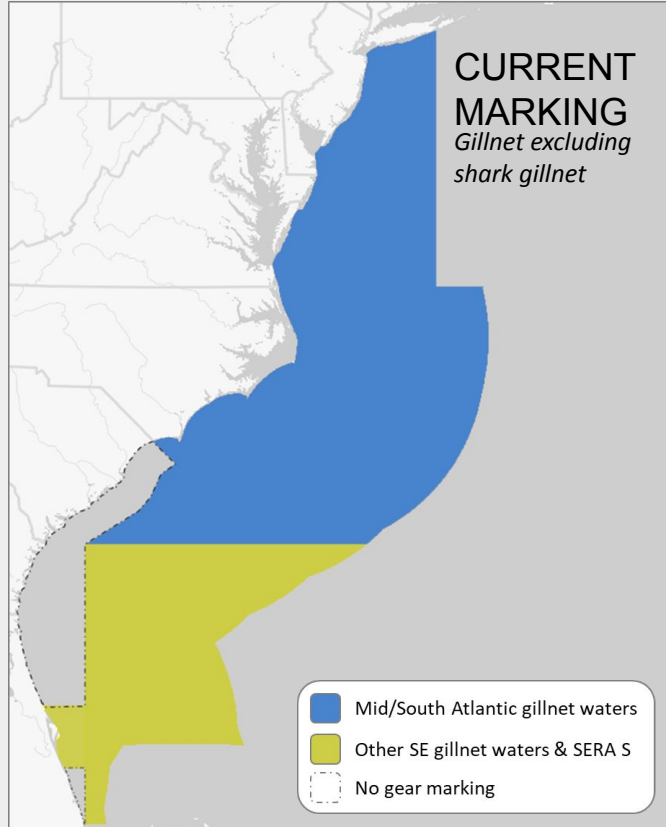 CURRENT
MARKING
Gillnet excluding
shark gillnet
Mid/South Atlantic gillnet waters
Other SE gillnet waters & SERA S
No gear marking